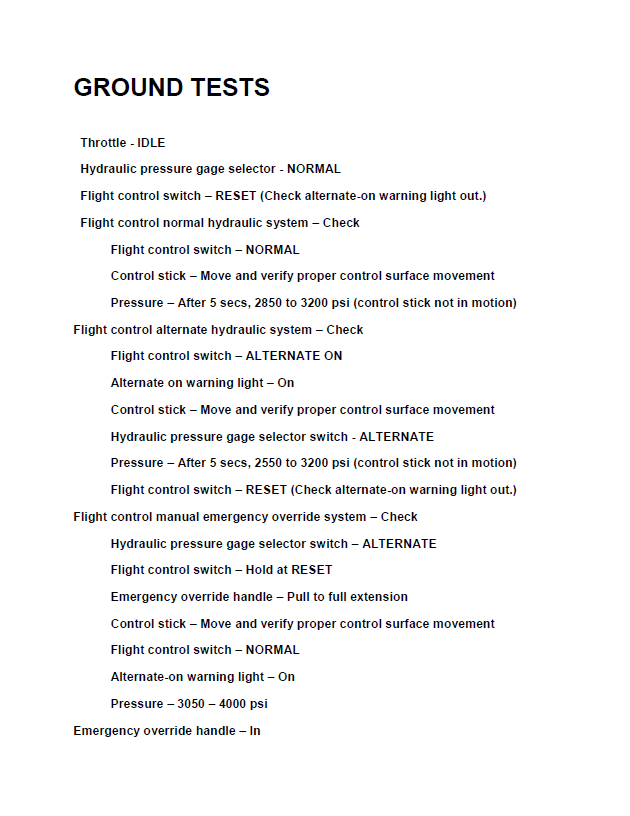 GROUND TESTS
Throttle - IDLE
Hydraulic pressure gage selector - NORMAL
Flight control switch – RESET (Check alternate-on warning light out.)
Flight control normal hydraulic system – Check
Flight control switch – NORMAL
Control stick – Move and verify proper control surface movement
Pressure – After 5 secs, 2850 to 3200 psi (control stick not in motion)
Flight control alternate hydraulic system – Check
Flight control switch – ALTERNATE ON
Alternate on warning light – On
Control stick – Move and verify proper control surface movement
Hydraulic pressure gage selector switch - ALTERNATE
Pressure – After 5 secs, 2550 to 3200 psi (control stick not in motion)
Flight control switch – RESET (Check alternate-on warning light out.)
Flight control manual emergency override system – Check
Hydraulic pressure gage selector switch – ALTERNATE
Flight control switch – Hold at RESET
Emergency override handle – Pull to full extension
Control stick – Move and verify proper control surface movement
Flight control switch – NORMAL
Alternate-on warning light – On
Pressure – 3050 – 4000 psi
Emergency override handle – In